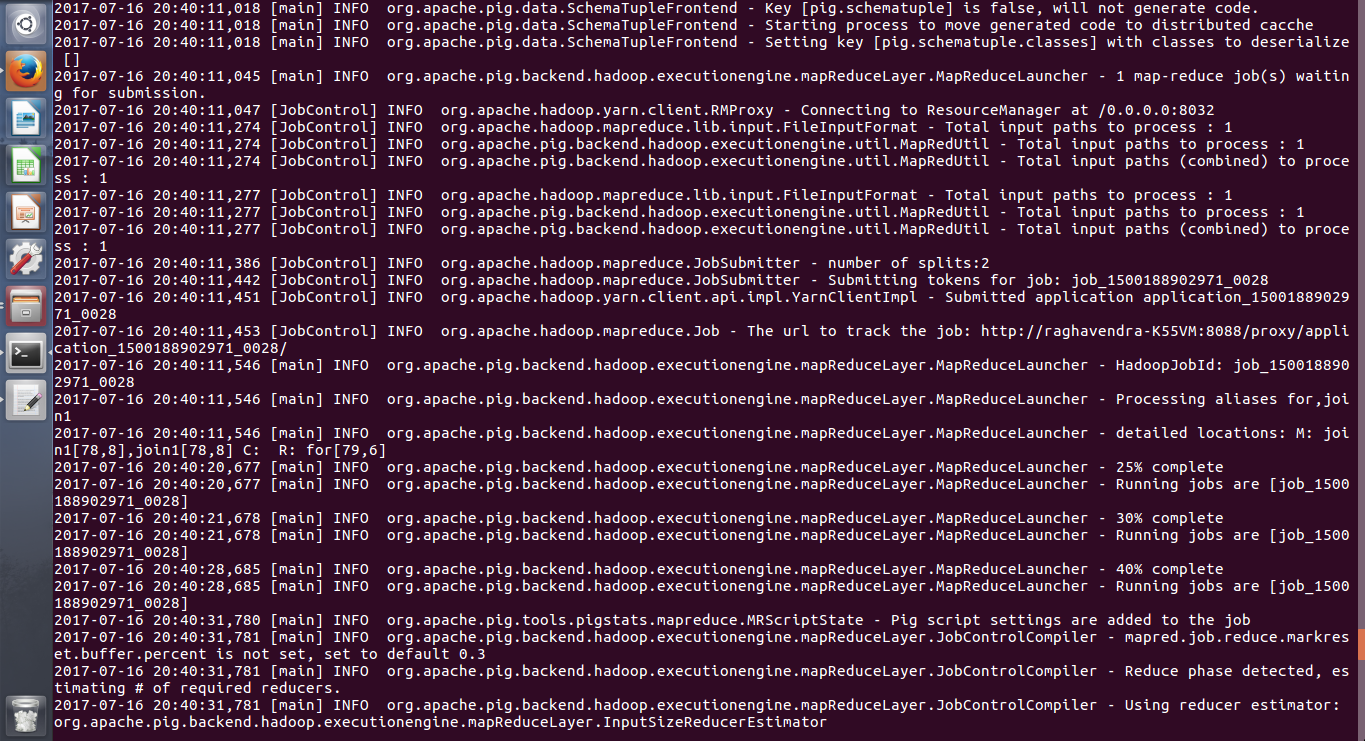 2017-07-16 20:40:11,018 [main] INFO  org.apache.pig.data.SchemaTupleFrontend - Key [pig.schematuple] is false, will not generate code.
2017-07-16 20:40:11,018 [main] INFO  org.apache.pig.data.SchemaTupleFrontend - Starting process to move generated code to distributed cacche
2017-07-16 20:40:11,018 [main] INFO  org.apache.pig.data.SchemaTupleFrontend - Setting key [pig.schematuple.classes] with classes to deserialize
 []
2017-07-16 20:40:11,045 [main] INFO  org.apache.pig.backend.hadoop.executionengine.mapReduceLayer.MapReduceLauncher - 1 map-reduce job(s) waitin
g for submission.
2017-07-16 20:40:11,047 [JobControl] INFO  org.apache.hadoop.yarn.client.RMProxy - Connecting to ResourceManager at /0.0.0.0:8032
2017-07-16 20:40:11,274 [JobControl] INFO  org.apache.hadoop.mapreduce.lib.input.FileInputFormat - Total input paths to process : 1
2017-07-16 20:40:11,274 [JobControl] INFO  org.apache.pig.backend.hadoop.executionengine.util.MapRedUtil - Total input paths to process : 1
2017-07-16 20:40:11,274 [JobControl] INFO  org.apache.pig.backend.hadoop.executionengine.util.MapRedUtil - Total input paths (combined) to proce
ss : 1
2017-07-16 20:40:11,277 [JobControl] INFO  org.apache.hadoop.mapreduce.lib.input.FileInputFormat - Total input paths to process : 1
2017-07-16 20:40:11,277 [JobControl] INFO  org.apache.pig.backend.hadoop.executionengine.util.MapRedUtil - Total input paths to process : 1
2017-07-16 20:40:11,277 [JobControl] INFO  org.apache.pig.backend.hadoop.executionengine.util.MapRedUtil - Total input paths (combined) to proce
ss : 1
2017-07-16 20:40:11,386 [JobControl] INFO  org.apache.hadoop.mapreduce.JobSubmitter - number of splits:2
2017-07-16 20:40:11,442 [JobControl] INFO  org.apache.hadoop.mapreduce.JobSubmitter - Submitting tokens for job: job_1500188902971_0028
2017-07-16 20:40:11,451 [JobControl] INFO  org.apache.hadoop.yarn.client.api.impl.YarnClientImpl - Submitted application application_15001889029
71_0028
2017-07-16 20:40:11,453 [JobControl] INFO  org.apache.hadoop.mapreduce.Job - The url to track the job: http://raghavendra-K55VM:8088/proxy/appli
cation_1500188902971_0028/
2017-07-16 20:40:11,546 [main] INFO  org.apache.pig.backend.hadoop.executionengine.mapReduceLayer.MapReduceLauncher - HadoopJobId: job_150018890
2971_0028
2017-07-16 20:40:11,546 [main] INFO  org.apache.pig.backend.hadoop.executionengine.mapReduceLayer.MapReduceLauncher - Processing aliases for,joi
n1
2017-07-16 20:40:11,546 [main] INFO  org.apache.pig.backend.hadoop.executionengine.mapReduceLayer.MapReduceLauncher - detailed locations: M: joi
n1[78,8],join1[78,8] C:  R: for[79,6]
2017-07-16 20:40:20,677 [main] INFO  org.apache.pig.backend.hadoop.executionengine.mapReduceLayer.MapReduceLauncher - 25% complete
2017-07-16 20:40:20,677 [main] INFO  org.apache.pig.backend.hadoop.executionengine.mapReduceLayer.MapReduceLauncher - Running jobs are [job_1500
188902971_0028]
2017-07-16 20:40:21,678 [main] INFO  org.apache.pig.backend.hadoop.executionengine.mapReduceLayer.MapReduceLauncher - 30% complete
2017-07-16 20:40:21,678 [main] INFO  org.apache.pig.backend.hadoop.executionengine.mapReduceLayer.MapReduceLauncher - Running jobs are [job_1500
188902971_0028]
2017-07-16 20:40:28,685 [main] INFO  org.apache.pig.backend.hadoop.executionengine.mapReduceLayer.MapReduceLauncher - 40% complete
2017-07-16 20:40:28,685 [main] INFO  org.apache.pig.backend.hadoop.executionengine.mapReduceLayer.MapReduceLauncher - Running jobs are [job_1500
188902971_0028]
2017-07-16 20:40:31,780 [main] INFO  org.apache.pig.tools.pigstats.mapreduce.MRScriptState - Pig script settings are added to the job
2017-07-16 20:40:31,781 [main] INFO  org.apache.pig.backend.hadoop.executionengine.mapReduceLayer.JobControlCompiler - mapred.job.reduce.markres
et.buffer.percent is not set, set to default 0.3
2017-07-16 20:40:31,781 [main] INFO  org.apache.pig.backend.hadoop.executionengine.mapReduceLayer.JobControlCompiler - Reduce phase detected, es
timating # of required reducers.
2017-07-16 20:40:31,781 [main] INFO  org.apache.pig.backend.hadoop.executionengine.mapReduceLayer.JobControlCompiler - Using reducer estimator:
org.apache.pig.backend.hadoop.executionengine.mapReduceLayer.InputSizeReducerEstimator